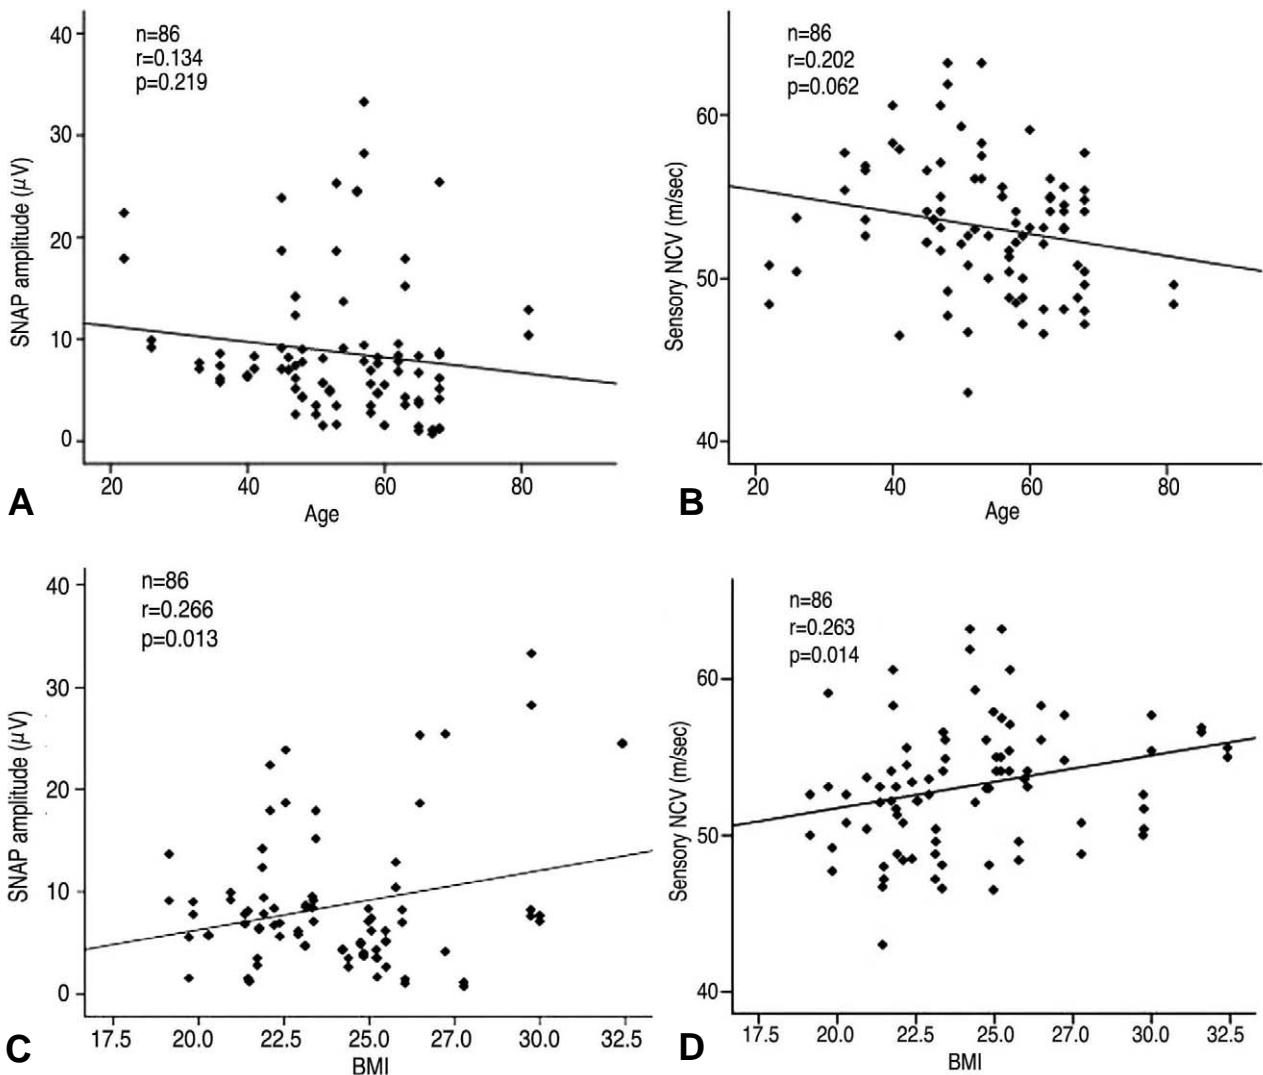 n=86
r=0.134
p=0.219
SNAP amplitude (μV)
40
30
20
10
0
20 40 60 80
Age
A
n=86
r=0.202
p=0.062
Sensory NCV (m/sec)
60
50
40
20 40 60 80
Age
B
n=86
r=0.266
p=0.013
SNAP amplitude (μV)
40
30
20
10
0
17.5 20.0 22.5 25.0 27.0 30.0 32.5
BMI
C
n=86
r=0.263
p=0.014
Sensory NCV (m/sec)
60
50
40
17.5 20.0 22.5 25.0 27.0 30.0 32.5
BMI
D